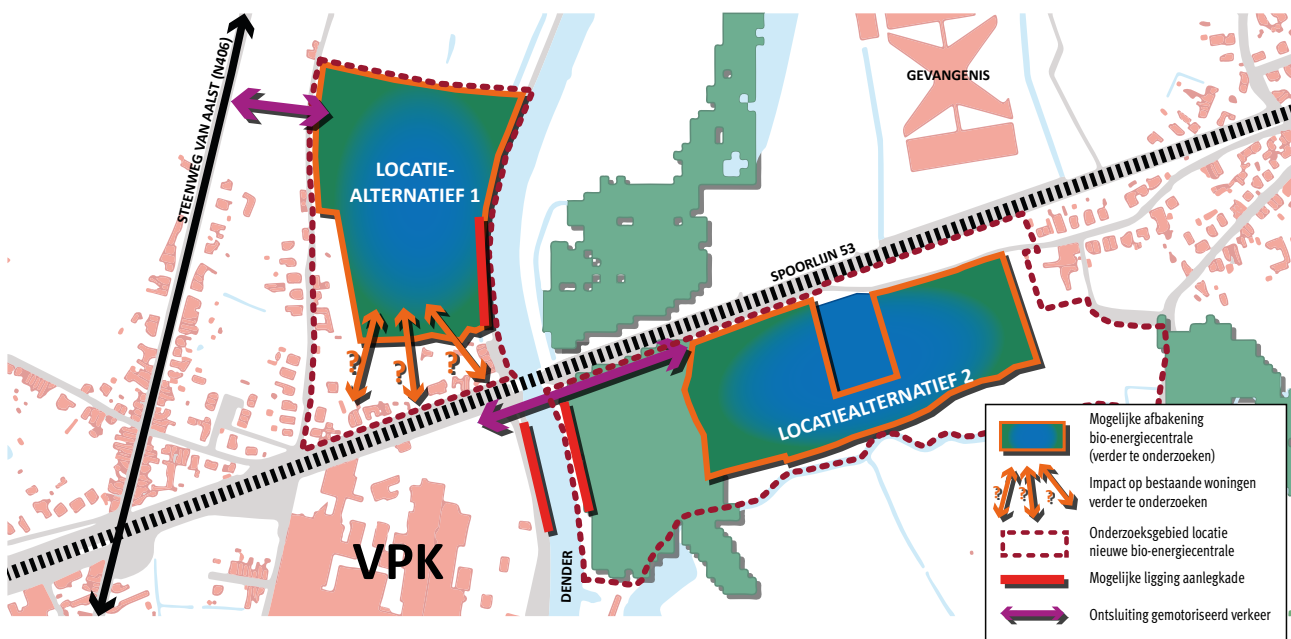 STEENWEG VAN AALST (N406)
LOCATIE-
ALTERNATIEF 1
GEVANGENIS
SPOORLIJN 53
LOCATIEALTERNATIEF 2
?
?
?
VPK
DENDER
Mogelijke afbakening
bio-energiecentrale
(verder te onderzoeken)
? ? ?
Impact op bestaande woningen
verder te onderzoeken
Onderzoeksgebied locatie
nieuwe bio-energiecentrale
Mogelijke ligging aanlegkade
Ontsluiting gemotoriseerd verkeer